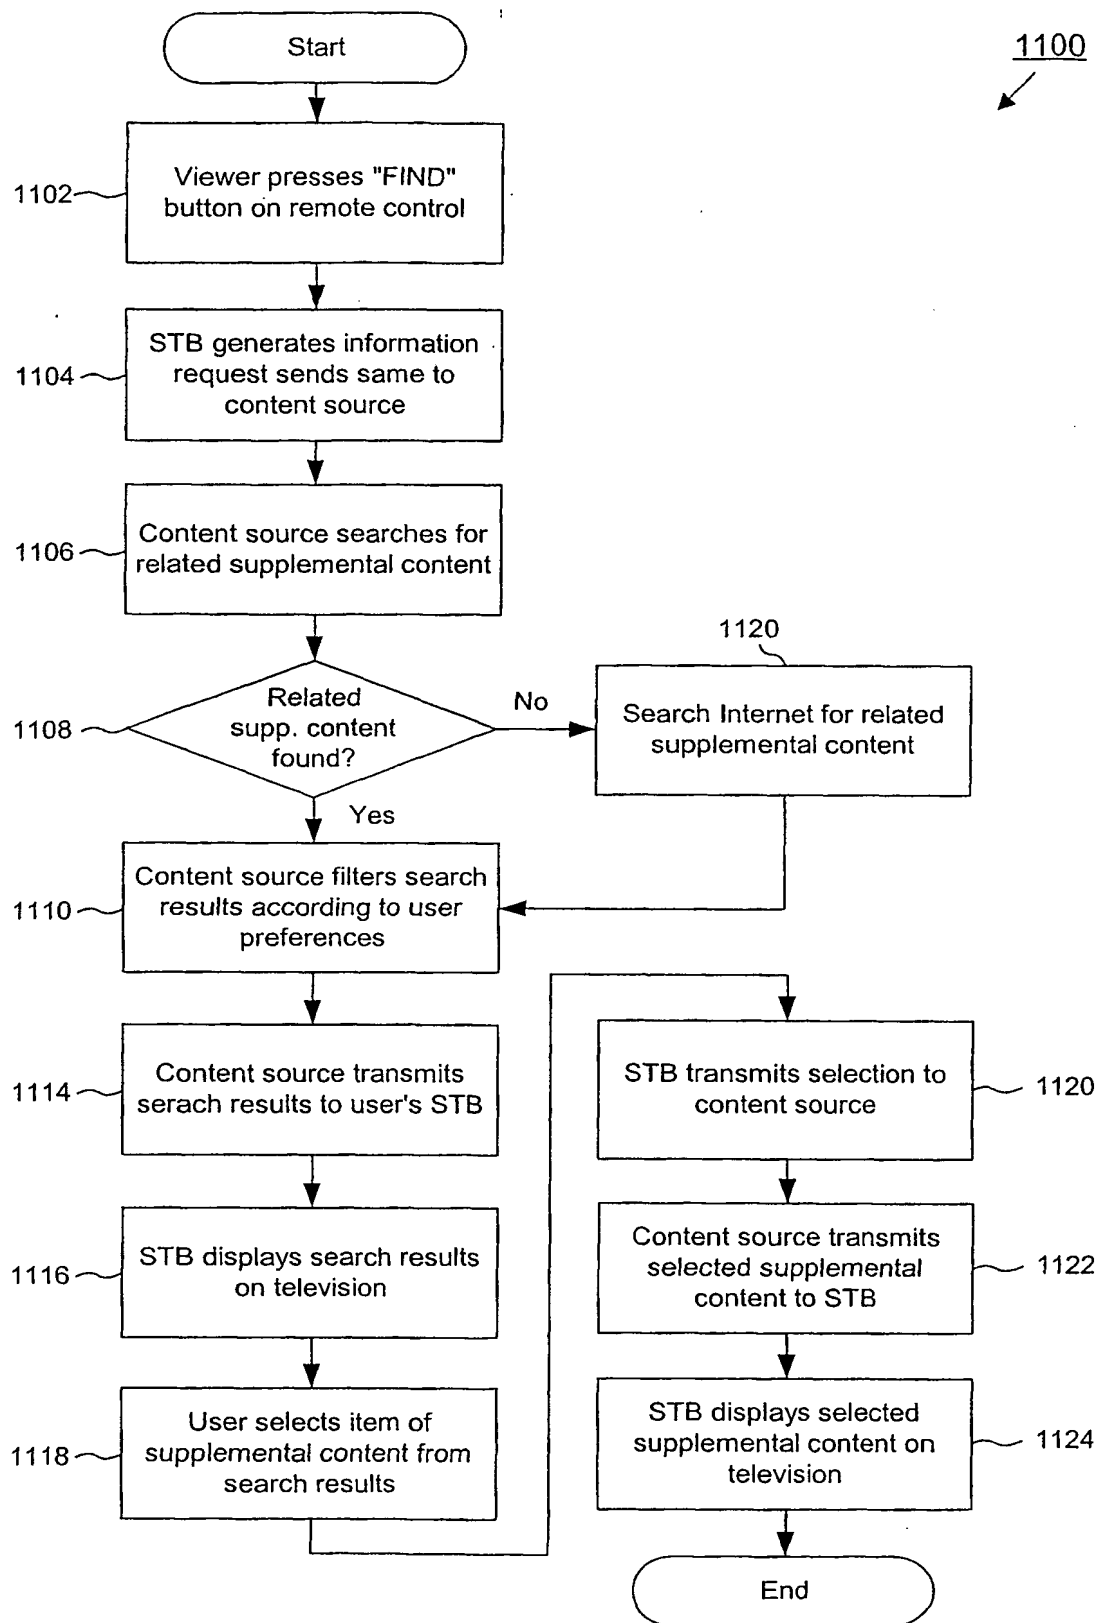 Start
1100
1102
Viewer presses "FIND"
button on remote control
1104
STB generates information
request sends same to
content source
1106
Content source searches for
related supplemental content
1108
Related
supp. content
found?
No
Yes
1120
Search Internet for related
supplemental content
1110
Content source filters search
results according to user
preferences
1114
Content source transmits
serach results to user's STB
1116
STB displays search results
on television
1118
User selects item of
supplemental content from
search results
STB transmits selection to
content source
1120
Content source transmits
selected supplemental
content to STB
1122
STB displays selected
supplemental content on
television
1124
End